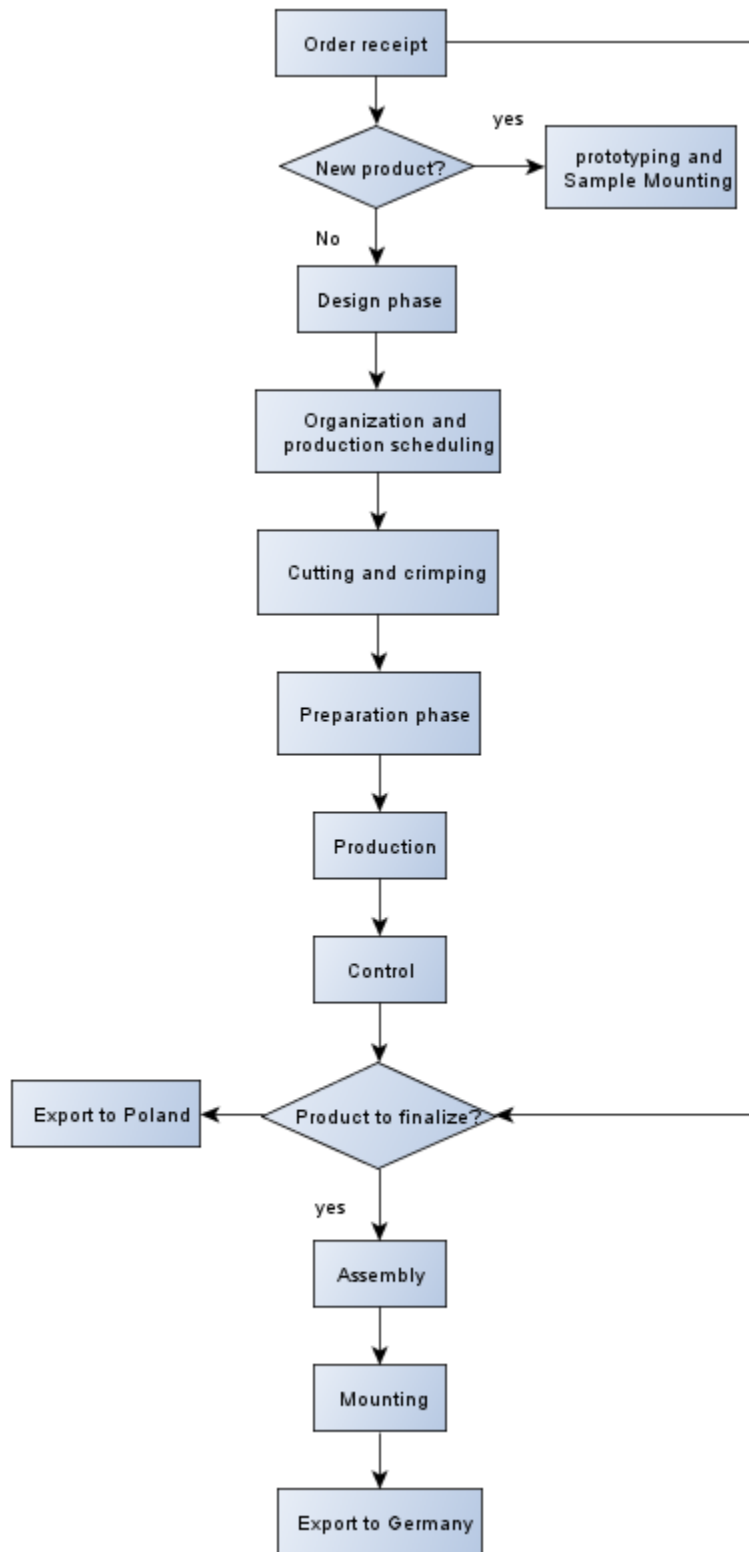 Order receipt
yes
New product?
prototyping and
Sample Mounting
No
Design phase
Organization and
production scheduling
Cutting and crimping
Preparation phase
Production
Control
Export to Poland
Product to finalize?
yes
Assembly
Mounting
Export to Germany